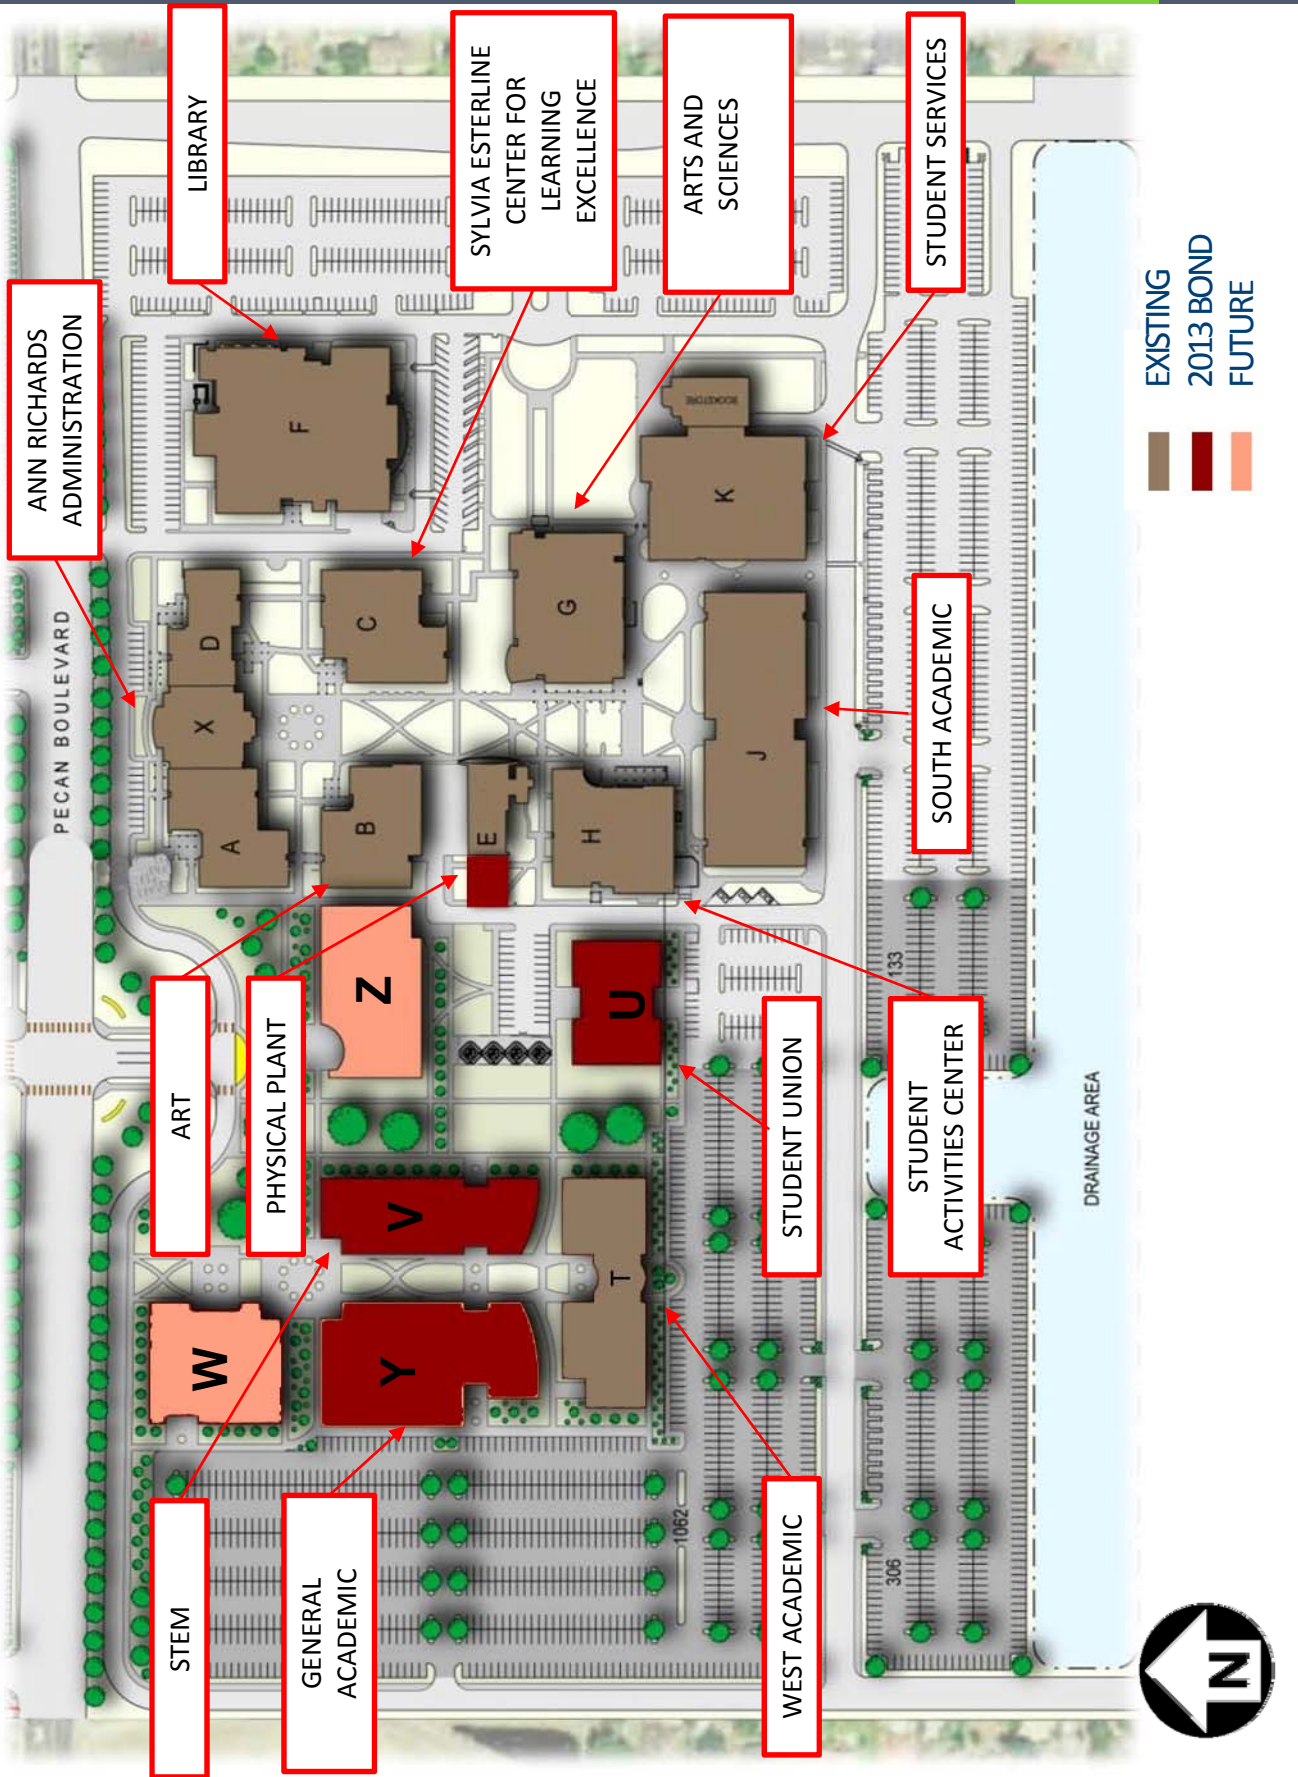 ANN RICHARDS
ADMINISTRATION
PECAN BOULEVARD
STEM
ART
LIBRARY
W
A
X
D
PHYSICAL PLANT
F
GENERAL
ACADEMIC
Y
V
Z
B
C
SYLVIA ESTERLINE
CENTER FOR
LEARNING
EXCELLENCE
E
T
U
H
G
ARTS AND
SCIENCES
1062
BOOKSTORE
J
K
WEST ACADEMIC
STUDENT UNION
306
133
STUDENT
ACTIVITIES CENTER
SOUTH ACADEMIC
STUDENT SERVICES
DRAINAGE AREA
N
EXISTING
2013 BOND
FUTURE